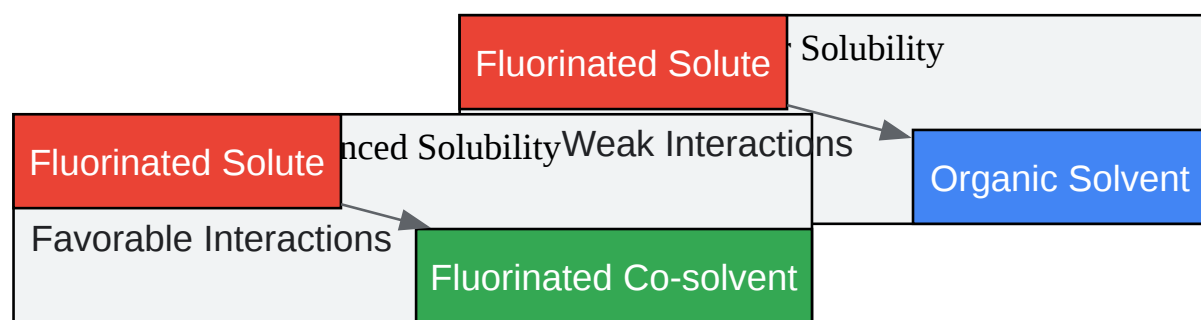 Fluorinated Solute
Solubility
Weak Interactions
Organic Solvent
Fluorinated Solute
nced Solubility
Favorable Interactions
Fluorinated Co-solvent